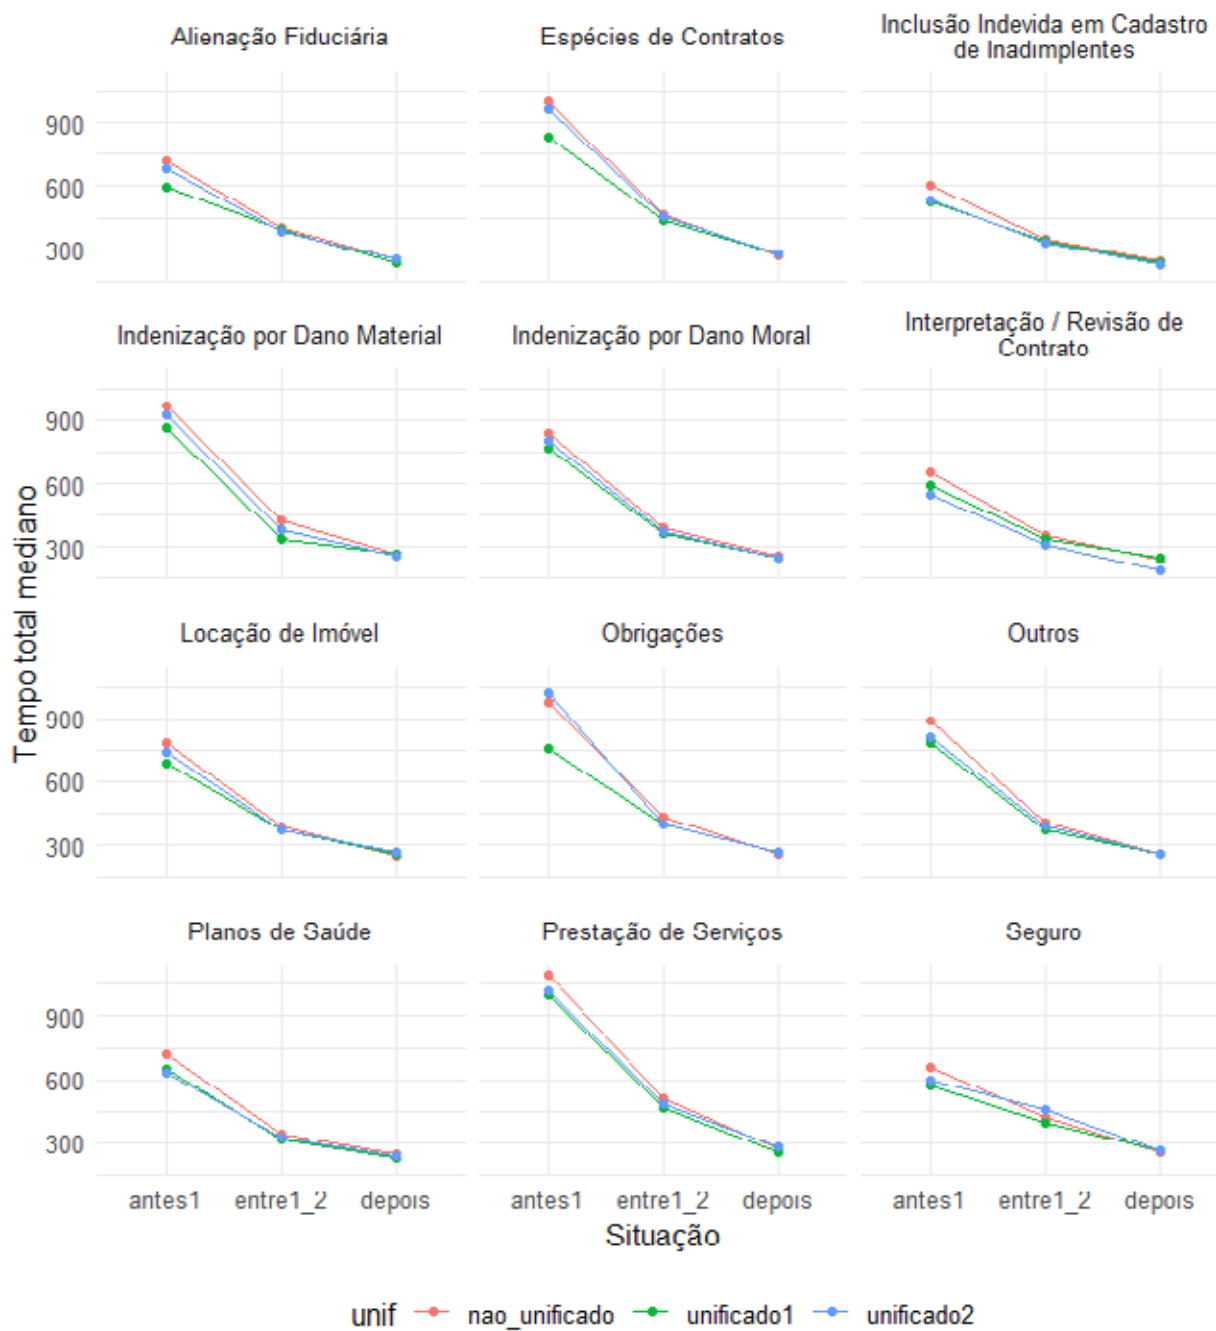 Alienação Fiduciária
Espécies de Contratos
Inclusão Indevida em Cadastro
de Inadimplentes
900
600
300
Indenização por Dano Material
Indenização por Dano Moral
Interpretação / Revisão de
Contrato
900
600
300
Tempo total mediano
Locação de Imóvel
Obrigações
Outros
900
600
300
Planos de Saúde
Prestação de Serviços
Seguro
900
600
300
antes1 entre1_2 depois
antes1 entre1_2 depois
antes1 entre1_2 depois
Situação
unif nao_unificado unificado1 unificado2